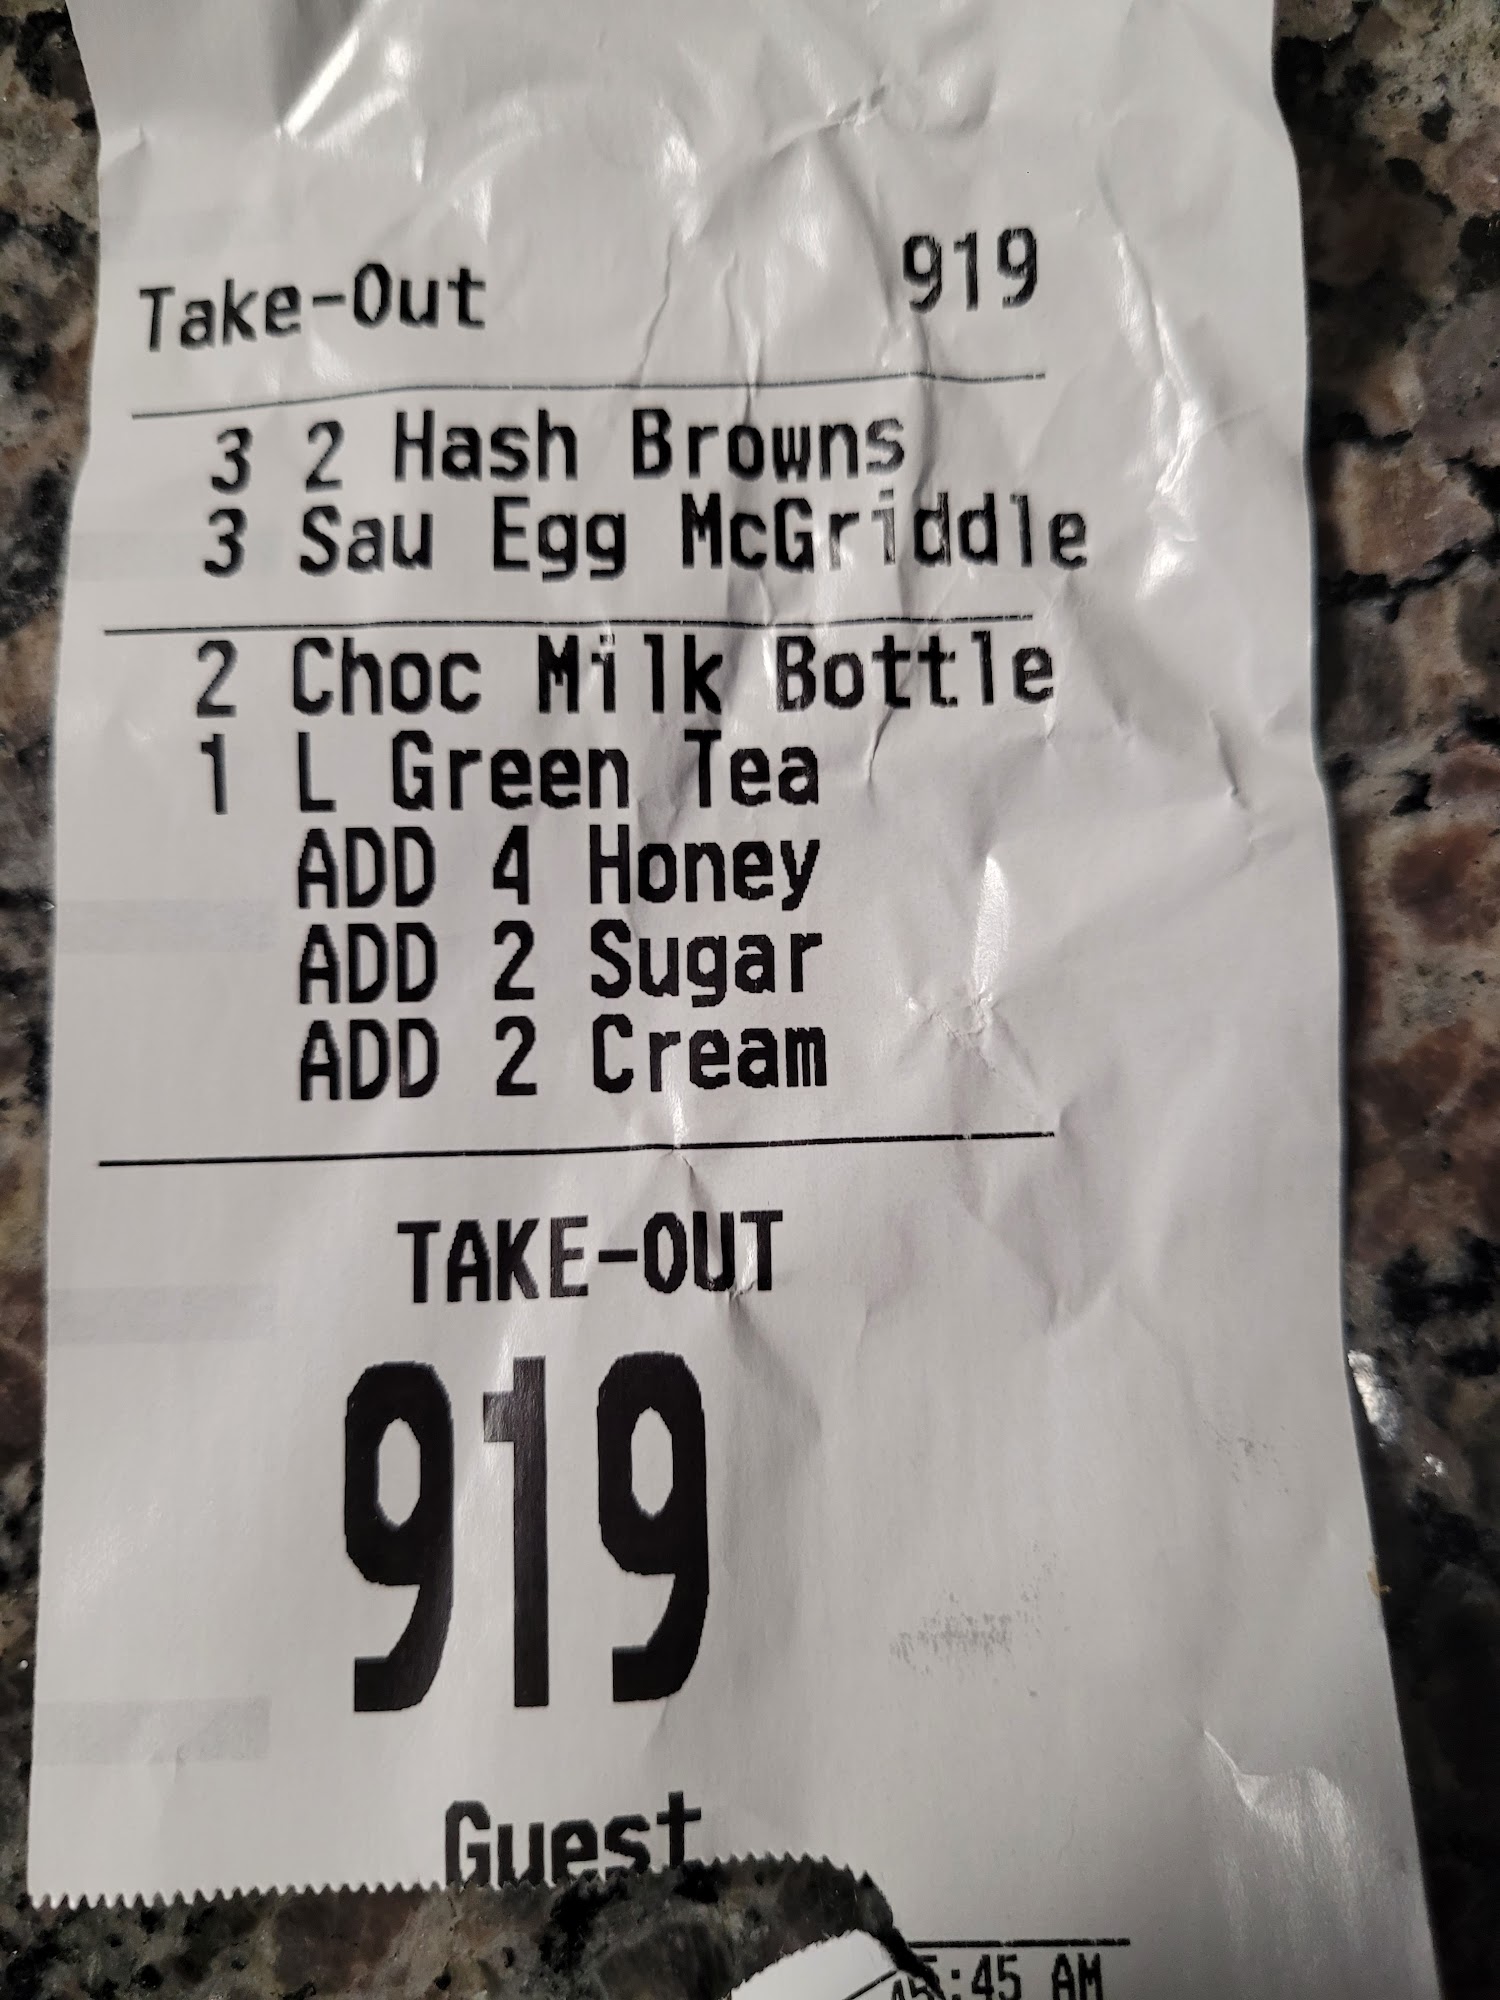 Take-Out 919
3 2 Hash Browns
3 Sau Egg McGriddle
2 Choc Milk Bottle
1 L Green Tea
ADD 4 Honey
ADD 2 Sugar
ADD 2 Cream
TAKE-OUT
919
Guest
:45 AM